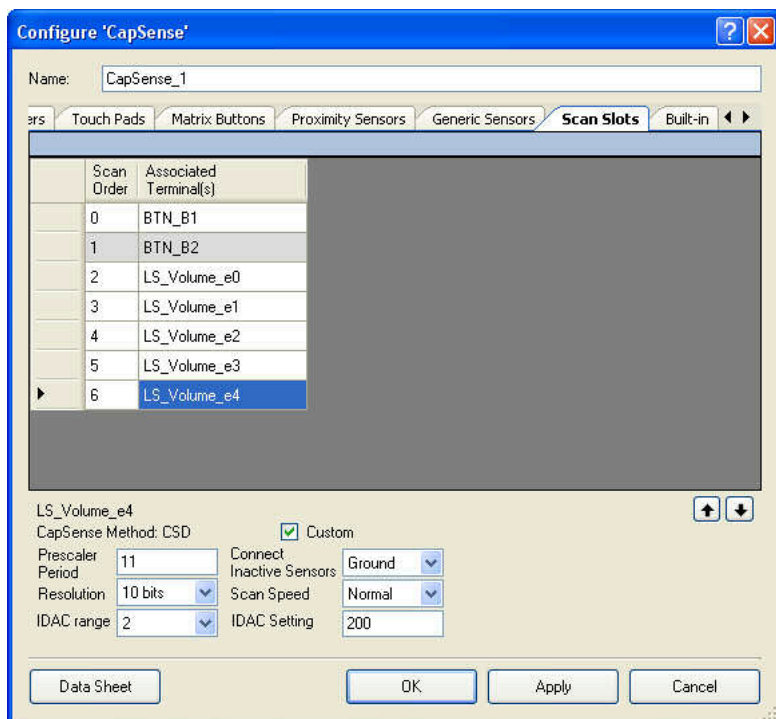 Configure 'CapSense'
Name: CapSense_1
ers Touch Pads Matrix Buttons Proximity Sensors Generic Sensors Scan Slots Built-in
Scan Order Associated Terminal(s)
0 BTN_B1
1 BTN_B2
2 LS_Volume_e0
3 LS_Volume_e1
4 LS_Volume_e2
5 LS_Volume_e3
6 LS_Volume_e4
LS_Volume_e4
CapSense Method: CSD Custom
Prescaler Period 11 Connect Inactive Sensors Ground
Resolution 10 bits Scan Speed Normal
IDAC range 2 IDAC Setting 200
Data Sheet OK Apply Cancel